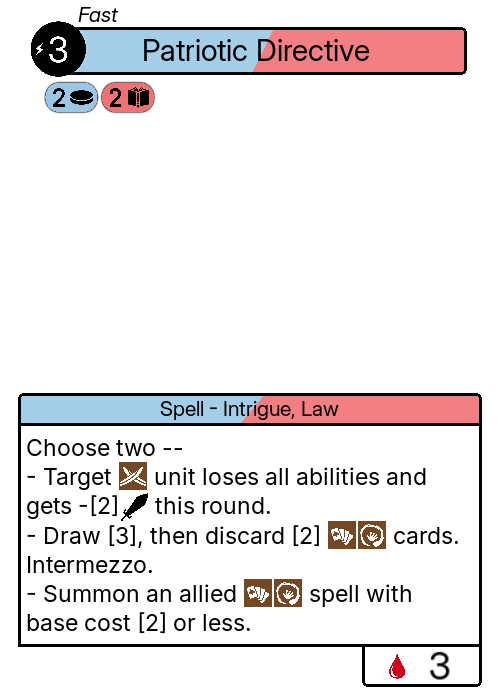 Fast
3 Patriotic Directive
2 2
Spell - Intrigue, Law
Choose two --
- Target unit loses all abilities and
gets -[2] this round.
- Draw [3], then discard [2] cards.
Intermezzo.
- Summon an allied spell with
base cost [2] or less.
3